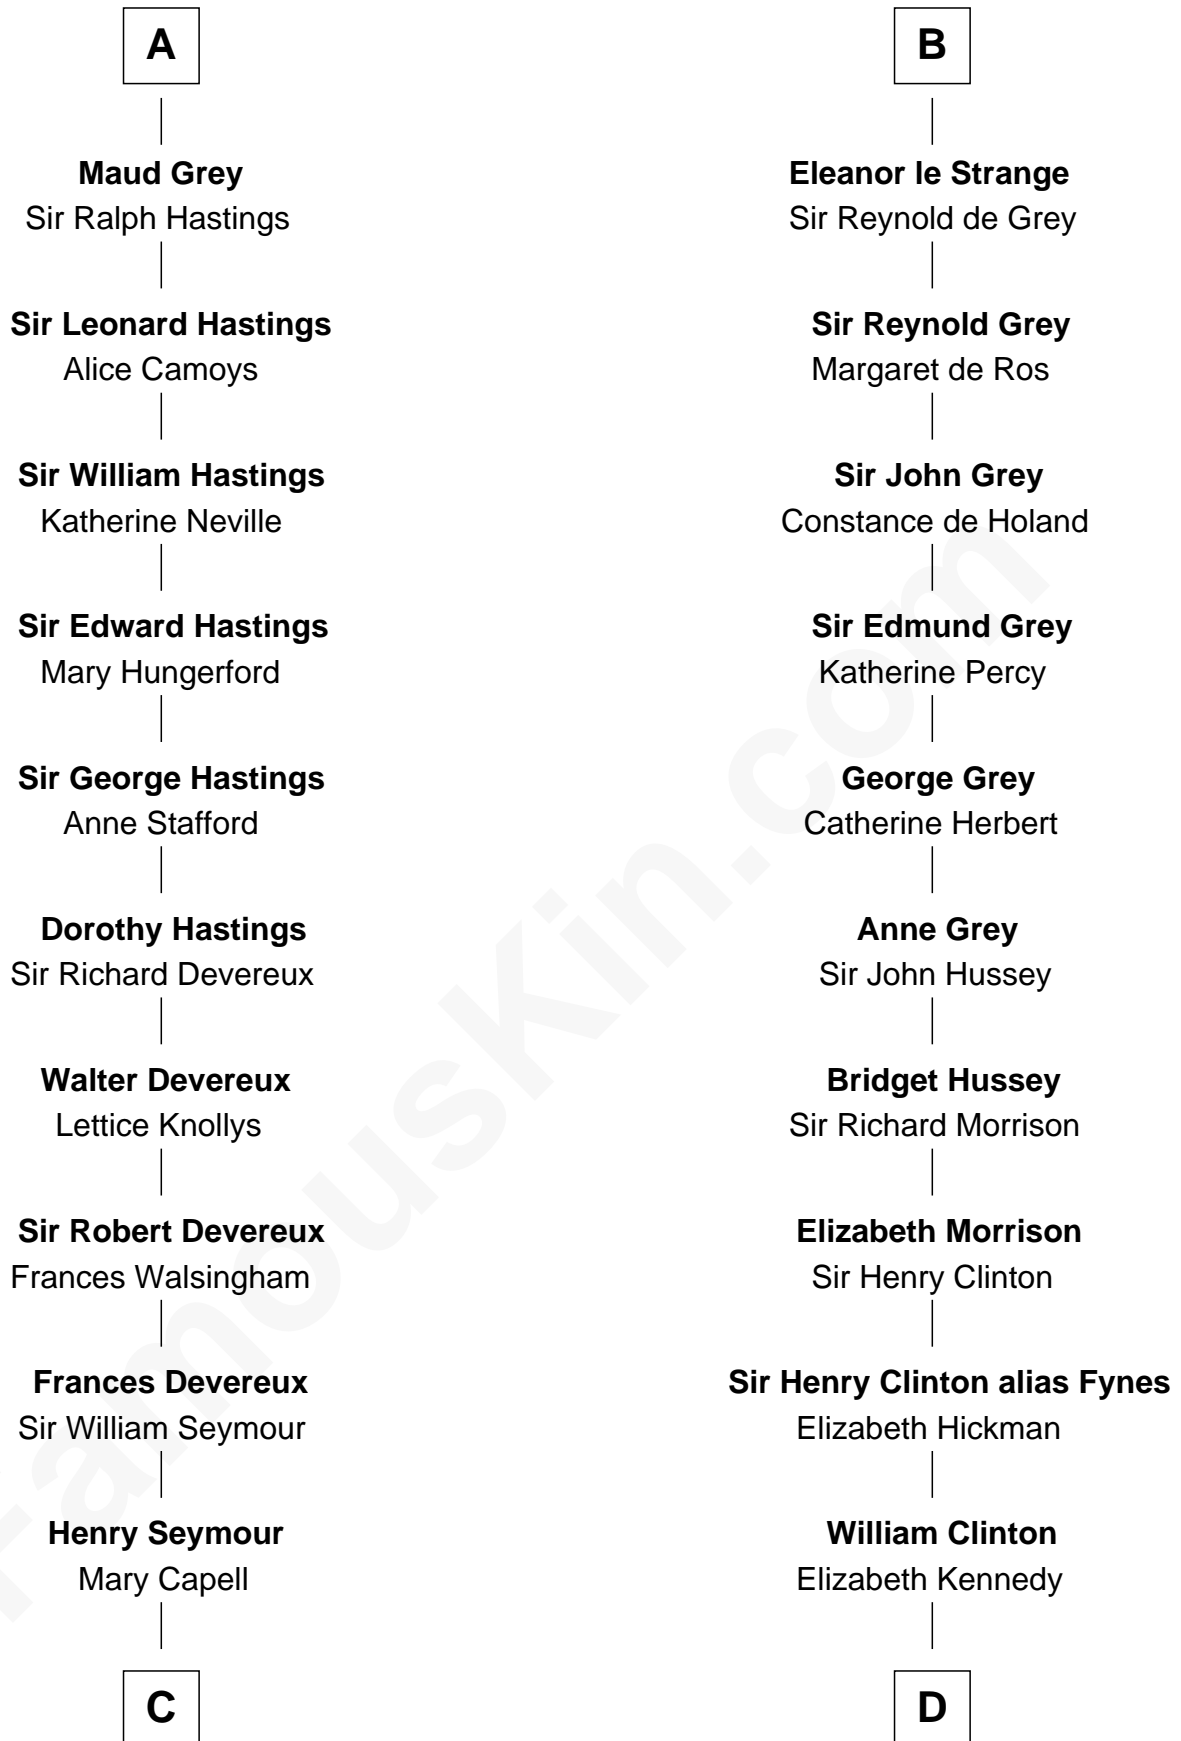 A
Maud Grey
Sir Ralph Hastings
Sir Leonard Hastings
Alice Camoys
Sir William Hastings
Katherine Neville
Sir Edward Hastings
Mary Hungerford
Sir George Hastings
Anne Stafford
Dorothy Hastings
Sir Richard Devereux
Walter Devereux
Lettice Knollys
Sir Robert Devereux
Frances Walsingham
Frances Devereux
Sir William Seymour
Henry Seymour
Mary Capell
C
B
Eleanor le Strange
Sir Reynold de Grey
Sir Reynold Grey
Margaret de Ros
Sir John Grey
Constance de Holand
Sir Edmund Grey
Katherine Percy
George Grey
Catherine Herbert
Anne Grey
Sir John Hussey
Bridget Hussey
Sir Richard Morrison
Elizabeth Morrison
Sir Henry Clinton
Sir Henry Clinton alias Fynes
Elizabeth Hickman
William Clinton
Elizabeth Kennedy
D
FamousKin.com